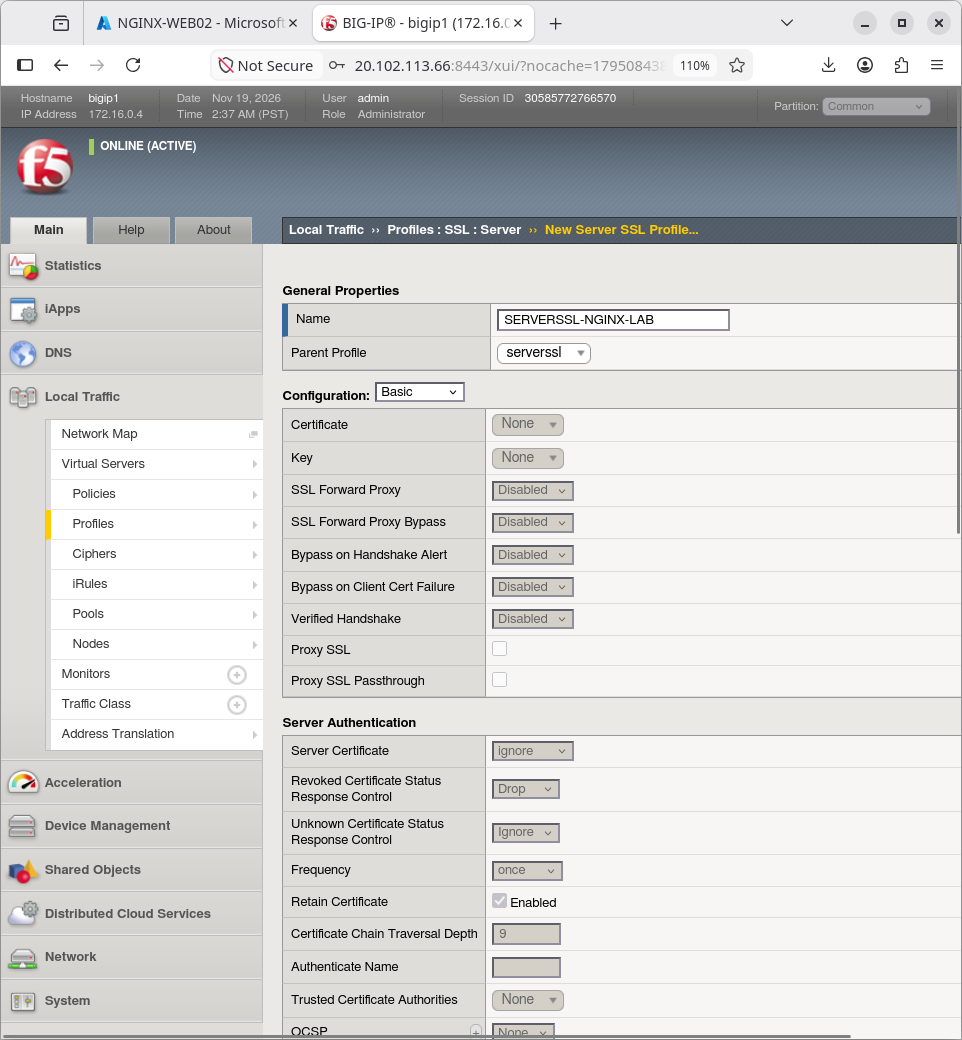 NGINX-WEB02 - Microsoft
BIG-IP® - bigip1 (172.16.0
Not Secure
20.102.113.66:8443/xui/?nocache=179508438
110%
Hostname bigip1
IP Address 172.16.0.4
Date Nov 19, 2026
Time 2:37 AM (PST)
User admin
Role Administrator
Session ID 30585772766570
Partition: Common
f5
ONLINE (ACTIVE)
Main
Help
About
Local Traffic ›› Profiles : SSL : Server ›› New Server SSL Profile...
Statistics
iApps
DNS
Local Traffic
Network Map
Virtual Servers
Policies
Profiles
Ciphers
iRules
Pools
Nodes
Monitors
Traffic Class
Address Translation
Acceleration
Device Management
Shared Objects
Distributed Cloud Services
Network
System
General Properties
Name SERVERSSL-NGINX-LAB
Parent Profile serverssl
Configuration: Basic
Certificate None
Key None
SSL Forward Proxy Disabled
SSL Forward Proxy Bypass Disabled
Bypass on Handshake Alert Disabled
Bypass on Client Cert Failure Disabled
Verified Handshake Disabled
Proxy SSL
Proxy SSL Passthrough
Server Authentication
Server Certificate ignore
Revoked Certificate Status
Response Control Drop
Unknown Certificate Status
Response Control Ignore
Frequency once
Retain Certificate Enabled
Certificate Chain Traversal Depth 9
Authenticate Name
Trusted Certificate Authorities None
OCSP None